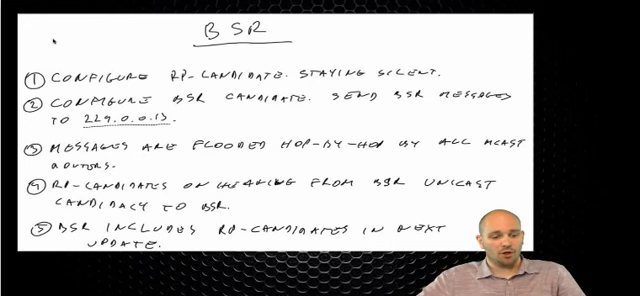 BSR
① CONFIGURE RP-CANDIDATE. STAYING SILENT.
② CONFIGURE BSR CANDIDATE. SEND BSR MESSAGES
TO 224.0.0.13.
③ MESSAGES ARE FLOODED HOP-BY-HOP BY ALL MCAST
ROUTERS.
④ RP-CANDIDATES ON HEARING FROM BSR UNICAST
CANDIDACY TO BSR.
⑤ BSR INCLUDES RP-CANDIDATES IN NEXT
UPDATE.